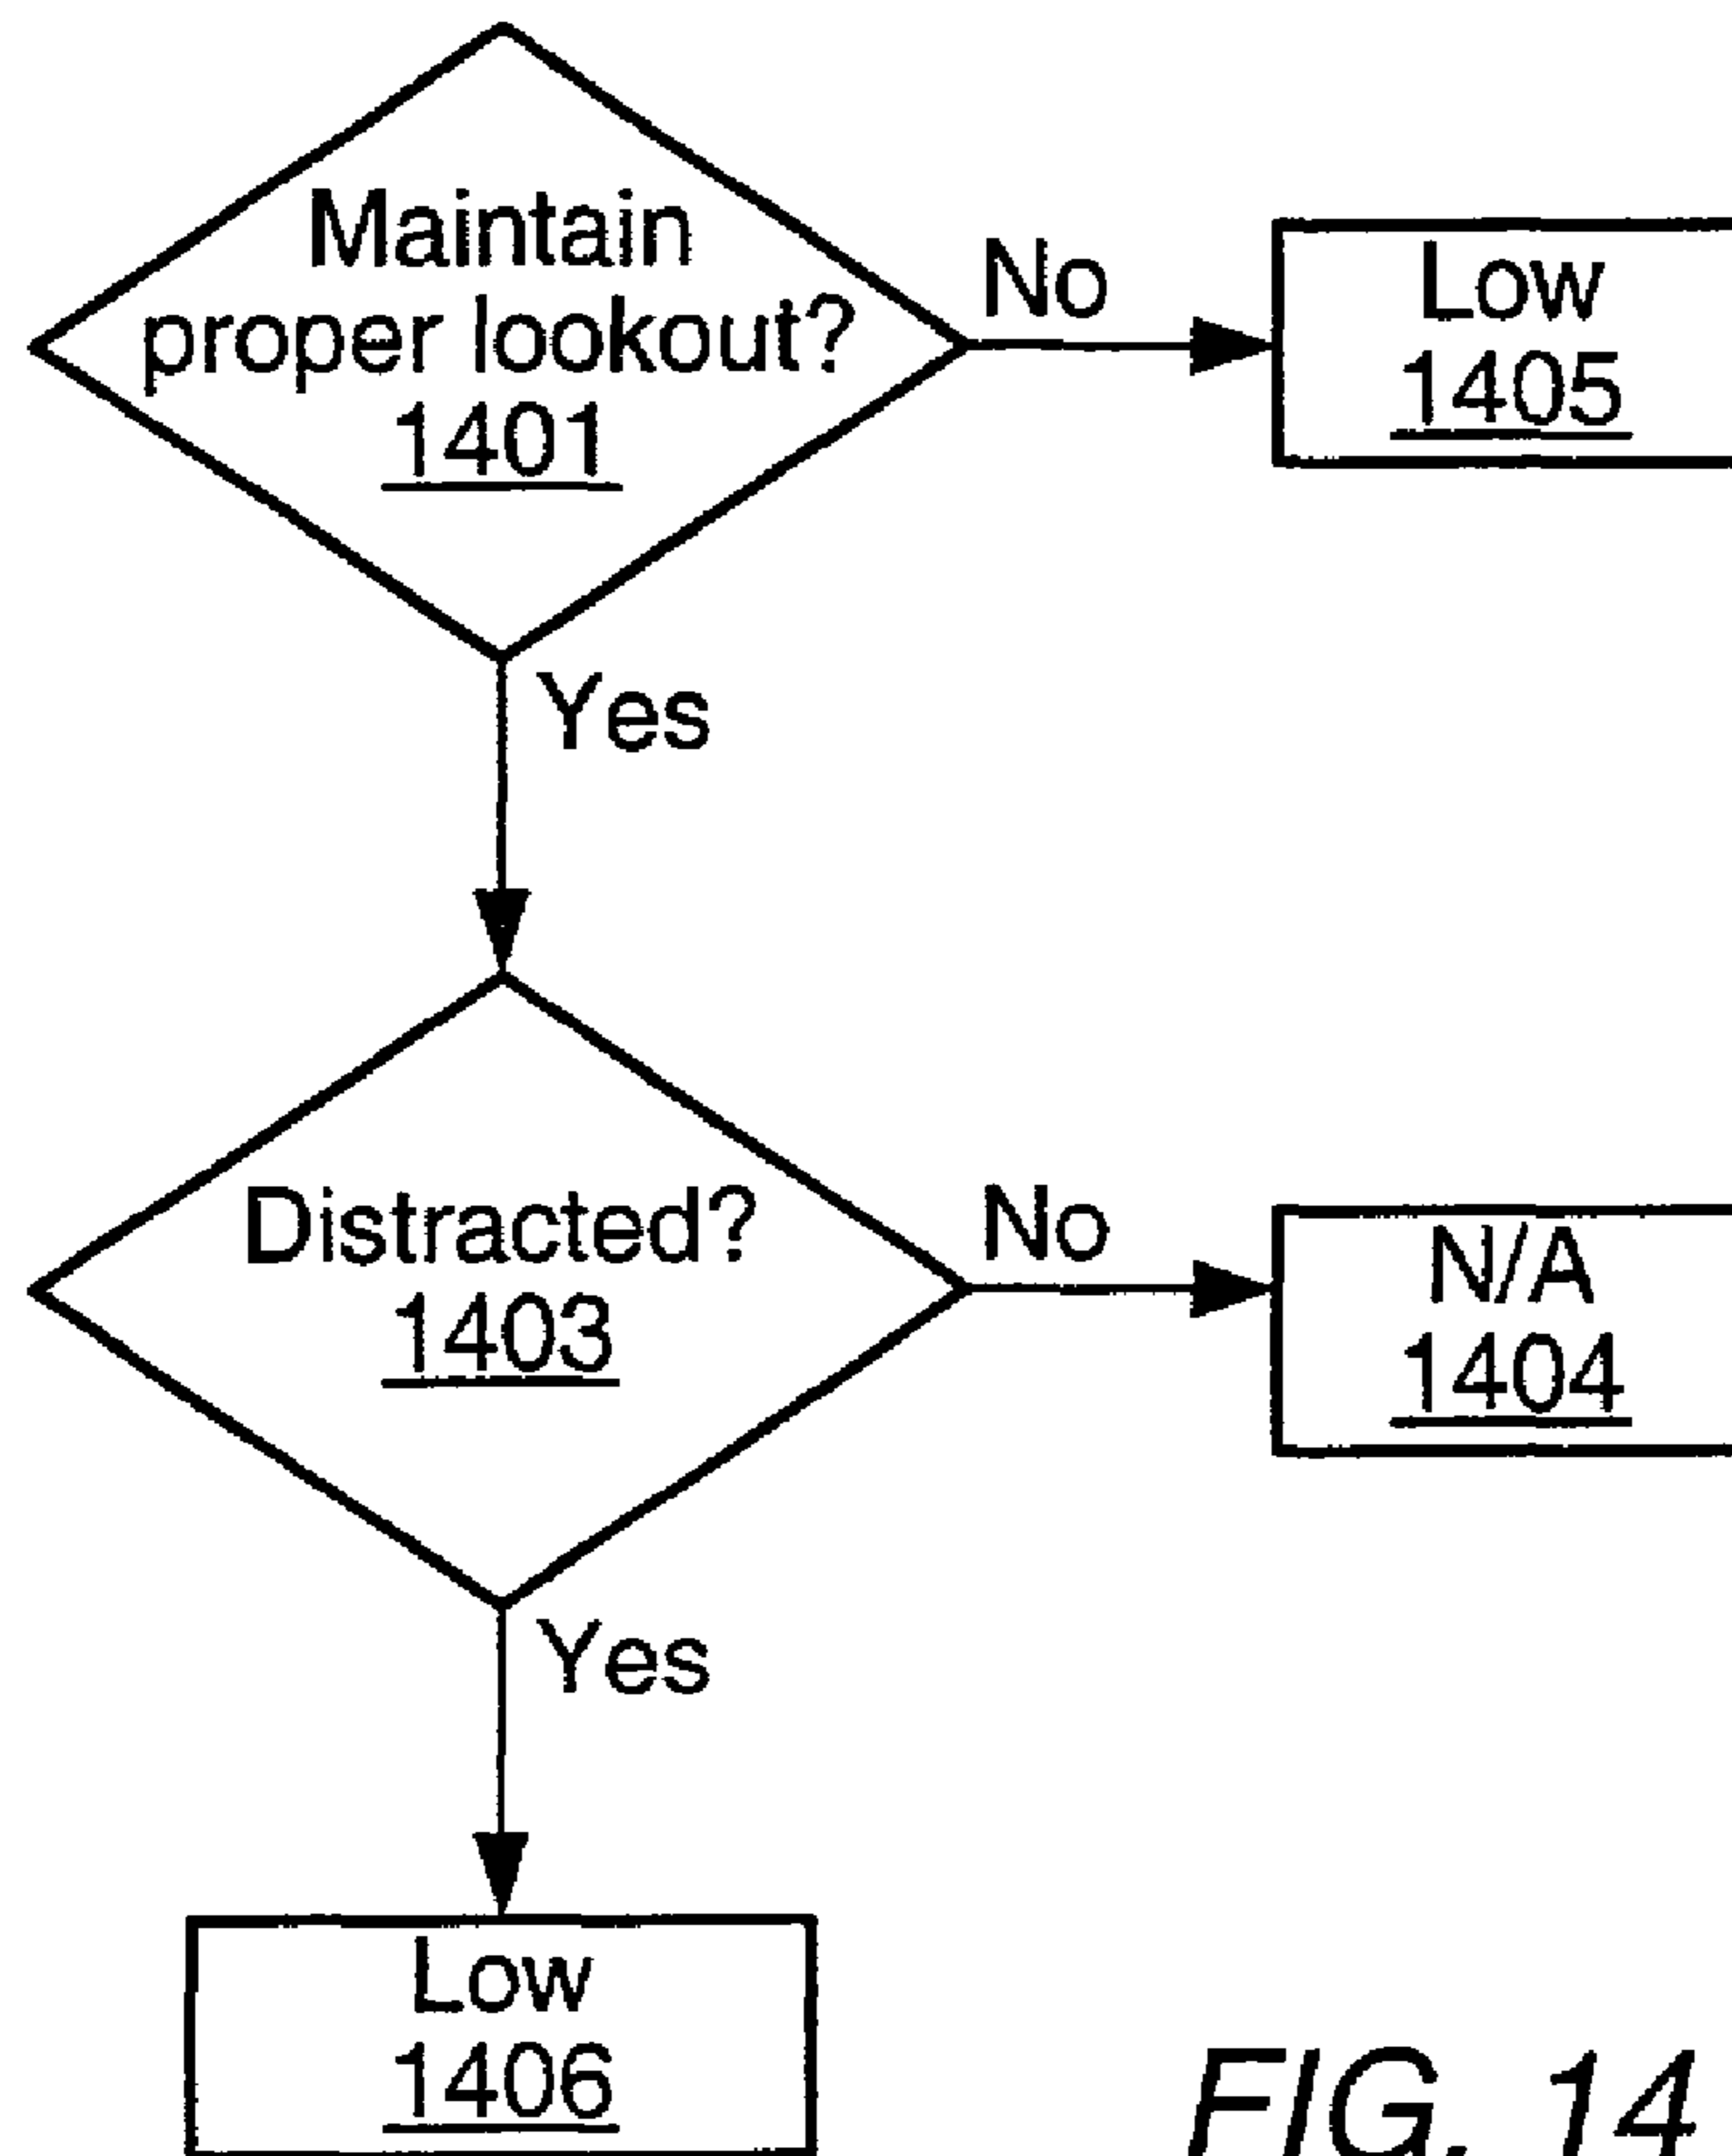 Maintain
proper lookout?
1401
No
Low
1405
Yes
Distracted?
1403
No
N/A
1404
Yes
Low
1406
FIG. 14